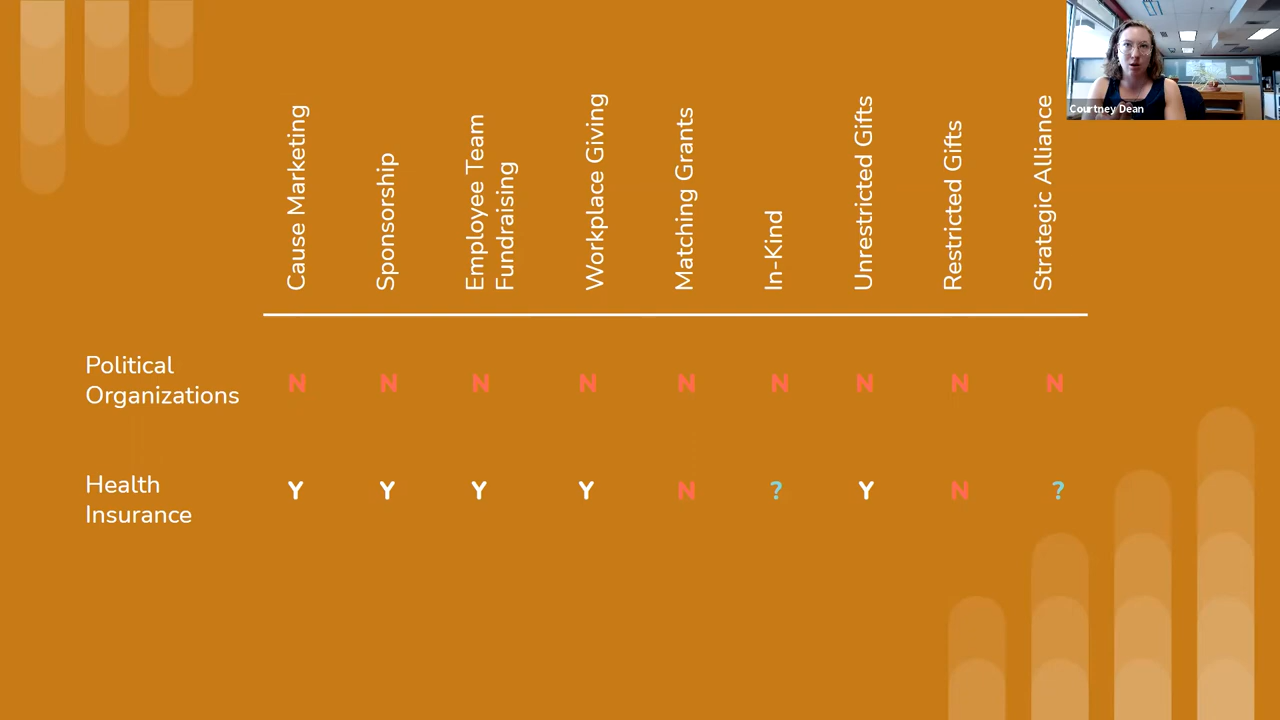 Courtney Dean
Cause Marketing
Sponsorship
Employee Team
Fundraising
Workplace Giving
Matching Grants
In-Kind
Unrestricted Gifts
Restricted Gifts
Strategic Alliance
Political
Organizations
N N N N N N N N N
Health
Insurance
Y Y Y Y N ? Y N ?